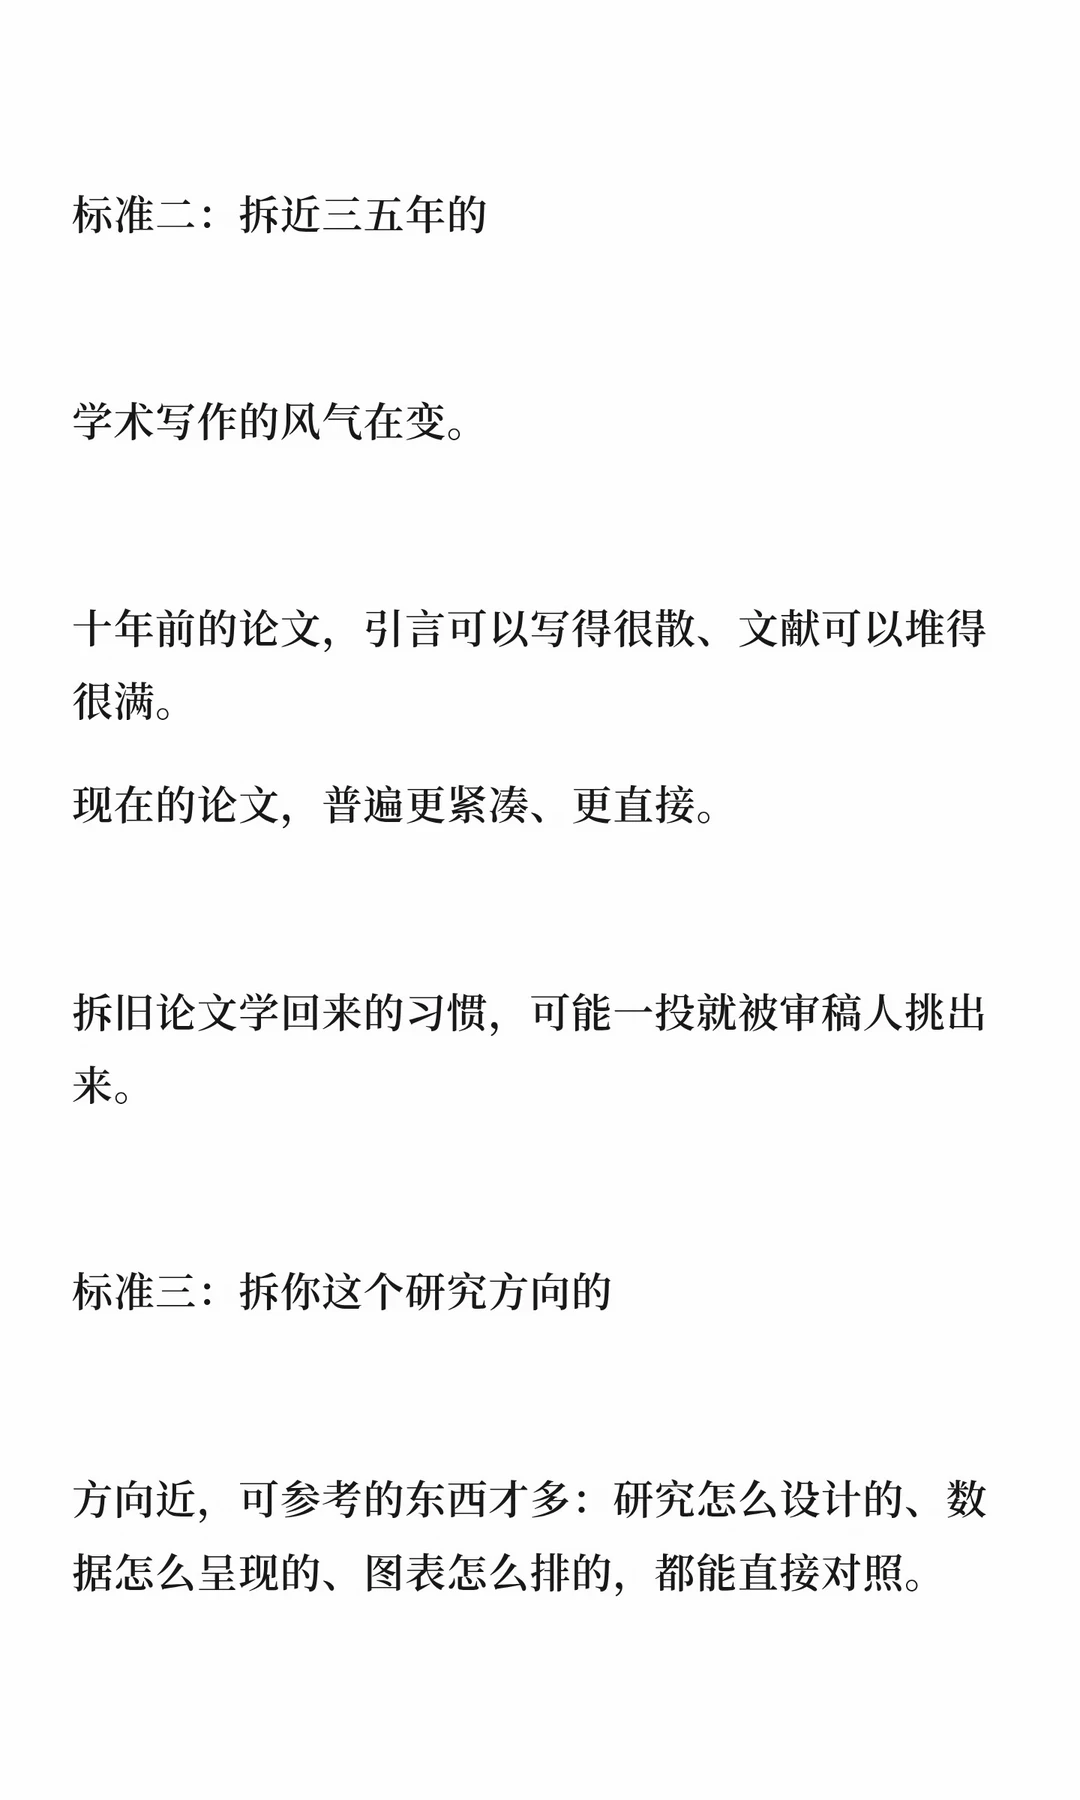 标准二：拆近三五年的
学术写作的风气在变。
十年前的论文，引言可以写得很散、文献可以堆得
很满。
现在的论文，普遍更紧凑、更直接。
拆旧论文学回来的习惯，可能一投就被审稿人挑出
来。
标准三：拆你这个研究方向的
方向近，可参考的东西才多：研究怎么设计的、数
据怎么呈现的、图表怎么排的，都能直接对照。